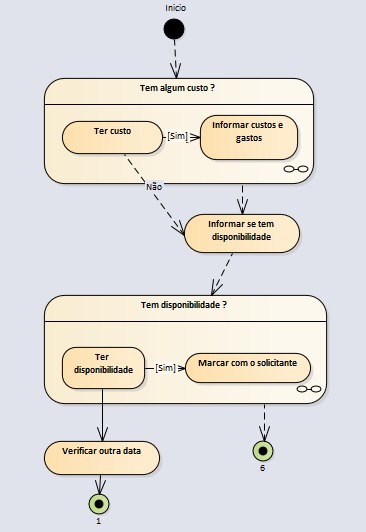 Inicio
Tem algum custo ?
Ter custo
[Sim]
Informar custos e
gastos
Não
Informar se tem
disponibilidade
Tem disponibilidade ?
Ter
disponibilidade
[Sim]
Marcar com o solicitante
Verificar outra data
6
1